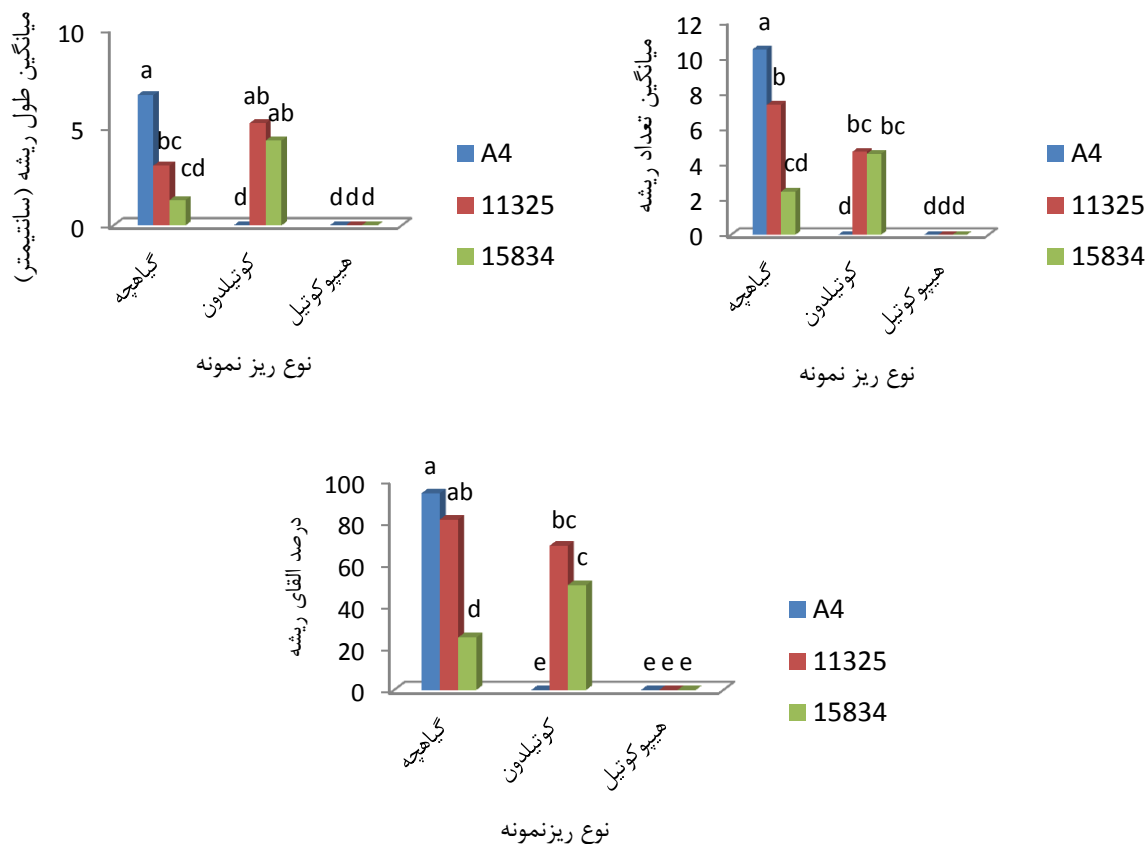 میانگین طول ریشه (سانتیمتر)
10
5
0
a
bc
cd
d
ab
ab
d d d
گیاهچه
کوتیلدون
هیپوکوتیل
نوع ریز نمونه
A4
11325
15834
میانگین تعداد ریشه
12
10
8
6
4
2
0
a
b
cd
d
bc
bc
d d d
گیاهچه
کوتیلدون
هیپوکوتیل
نوع ریز نمونه
A4
11325
15834
درصد القای ریشه
100
80
60
40
20
0
a
ab
d
e
bc
c
e e e
گیاهچه
کوتیلدون
هیپوکوتیل
نوع ریزنمونه
A4
11325
15834